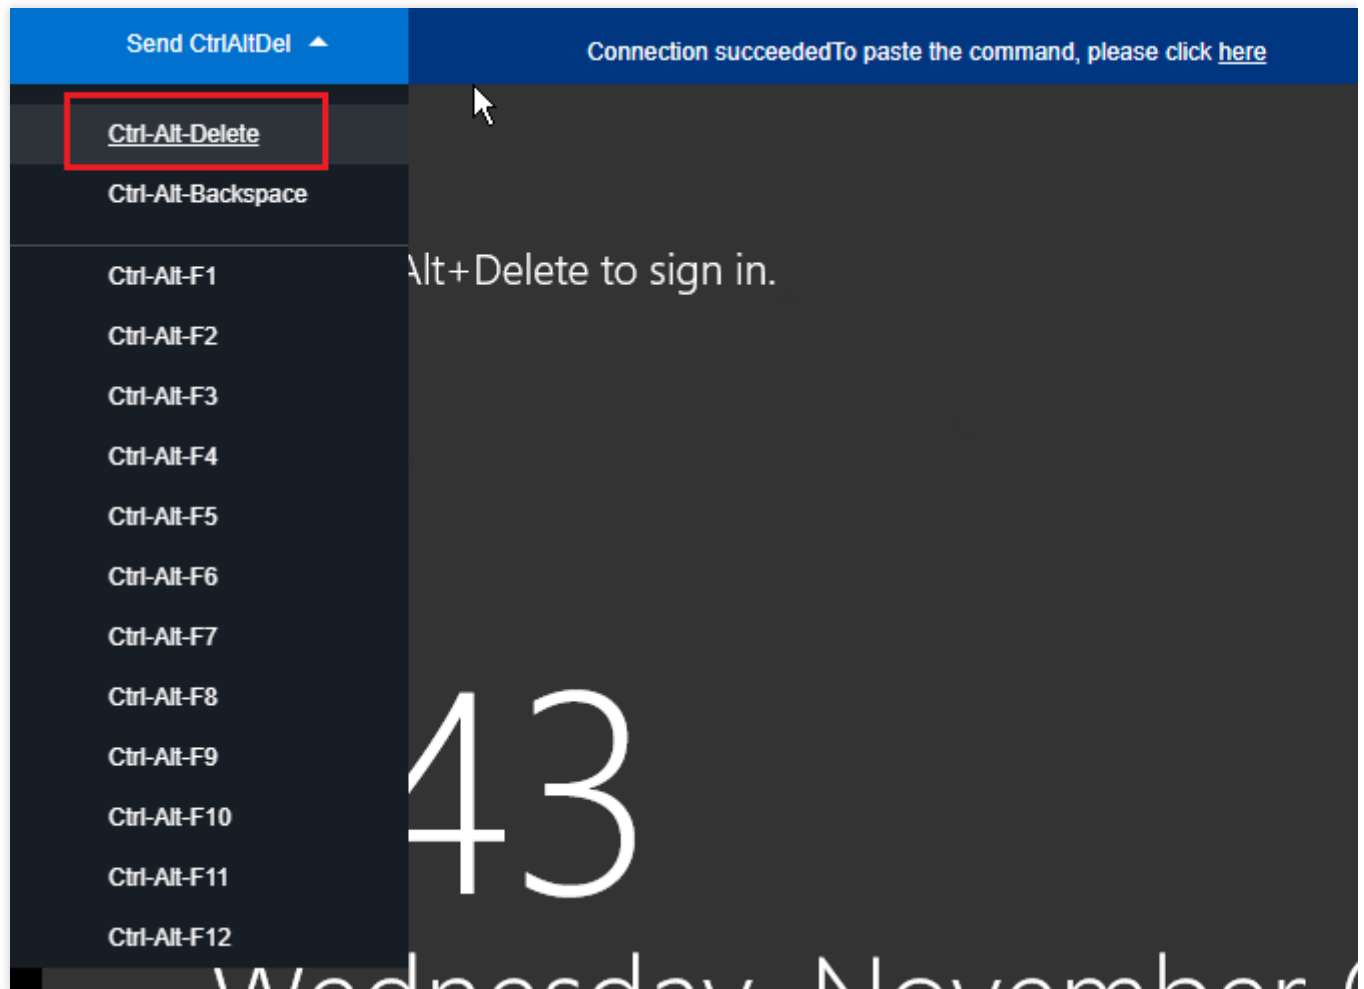 Send CtrlAltDel
Connection succeededTo paste the command, please click here
Ctrl-Alt-Delete
Ctrl-Alt-Backspace
Alt+Delete to sign in.
Ctrl-Alt-F1
Ctrl-Alt-F2
Ctrl-Alt-F3
Ctrl-Alt-F4
Ctrl-Alt-F5
Ctrl-Alt-F6
Ctrl-Alt-F7
Ctrl-Alt-F8
Ctrl-Alt-F9
Ctrl-Alt-F10
Ctrl-Alt-F11
Ctrl-Alt-F12
43
Wednesday, November